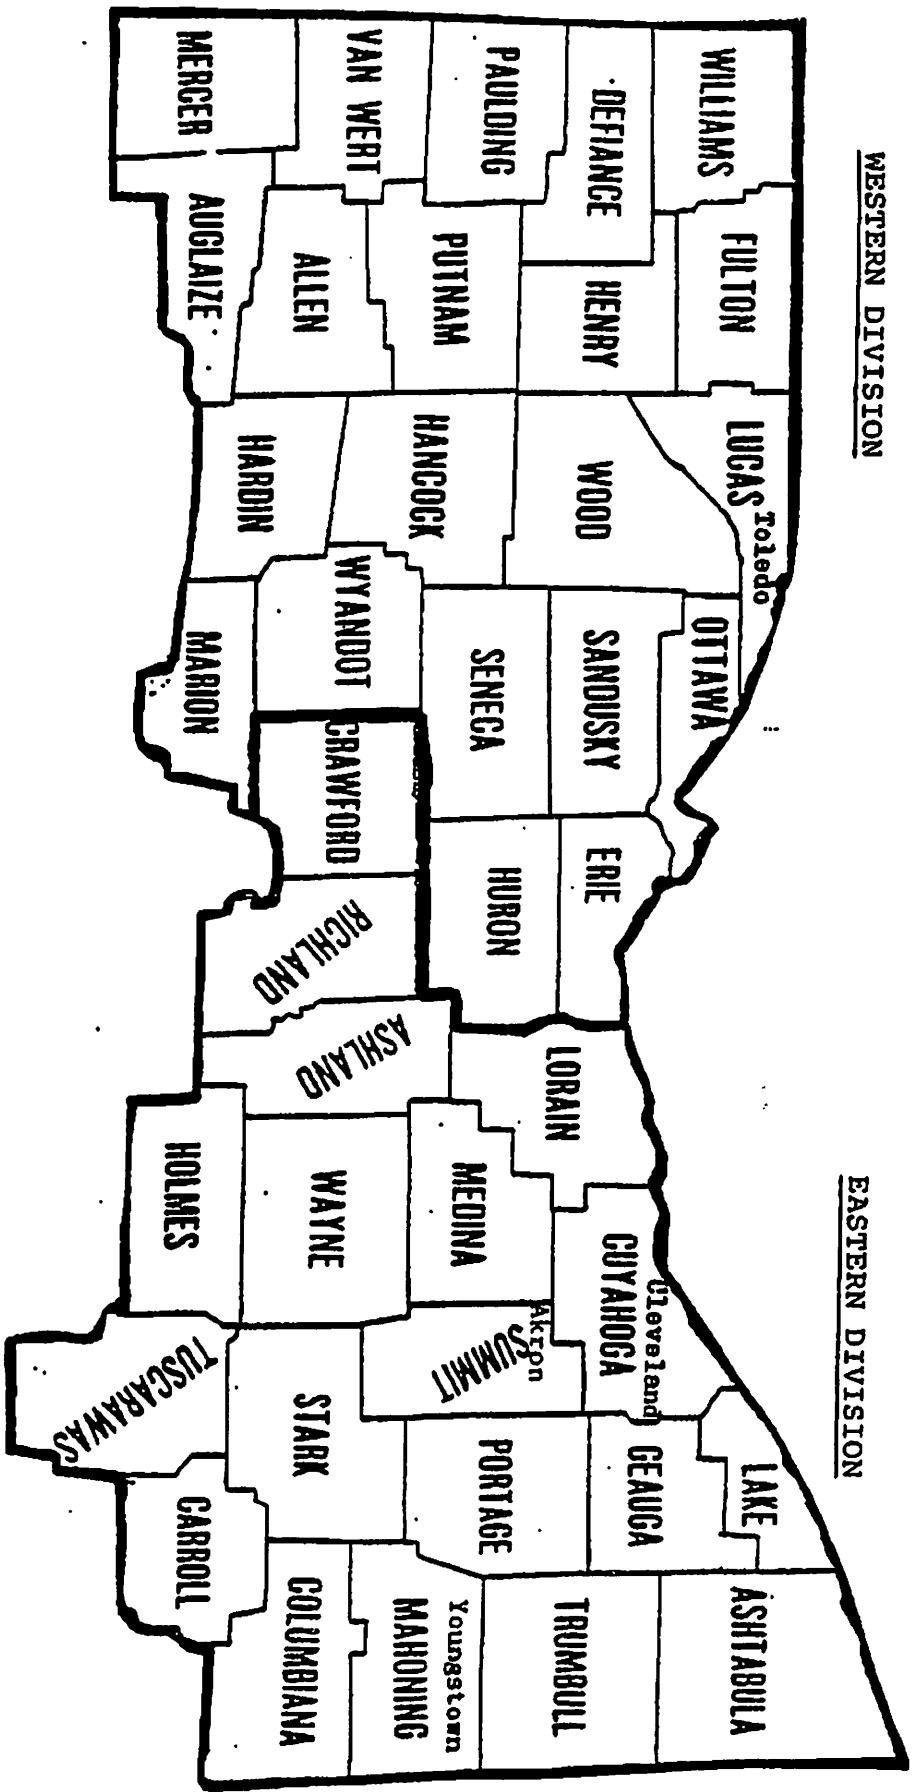 WESTERN DIVISION
EASTERN DIVISION
WILLIAMS
FULTON
LUCAS
Toledo
OTTAWA
DEFIANCE
HENRY
WOOD
SANDUSKY
ERIE
PAULDING
PUTNAM
HANCOCK
SENECA
HURON
VAN WERT
ALLEN
HARDIN
WYANDOT
CRAWFORD
MERCER
AUGLAIZE
MARION
RICHLAND
ASHLAND
LORAIN
CUYAHOGA
Cleveland
LAKE
ASHTABULA
GEAUGA
MEDINA
SUMMIT
Akron
PORTAGE
TRUMBULL
WAYNE
STARK
MAHONING
Youngstown
HOLMES
TUSCARAWAS
CARROLL
COLUMBIANA